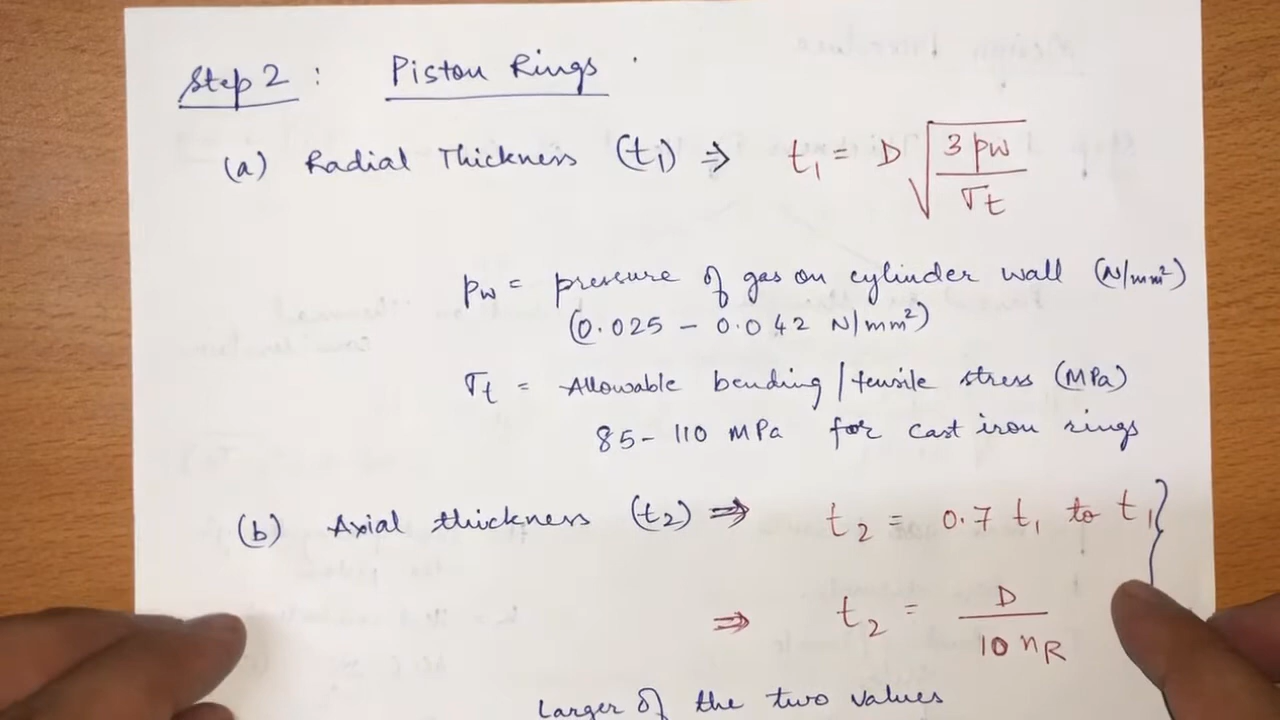 Step 2 : Piston Rings .
(a) Radial Thickness (t₁) ⇒ t₁ = D √(3 pw / σt)
pw = pressure of gas on cylinder wall (N/mm²)
(0.025 – 0.042 N/mm²)
σt = Allowable bending/tensile stress (MPa)
85 - 110 MPa for cast iron rings
(b) Axial thickness (t₂) ⇒ t₂ = 0.7 t₁ to t₁ }
⇒ t₂ = D / 10 nR
Larger of the two values